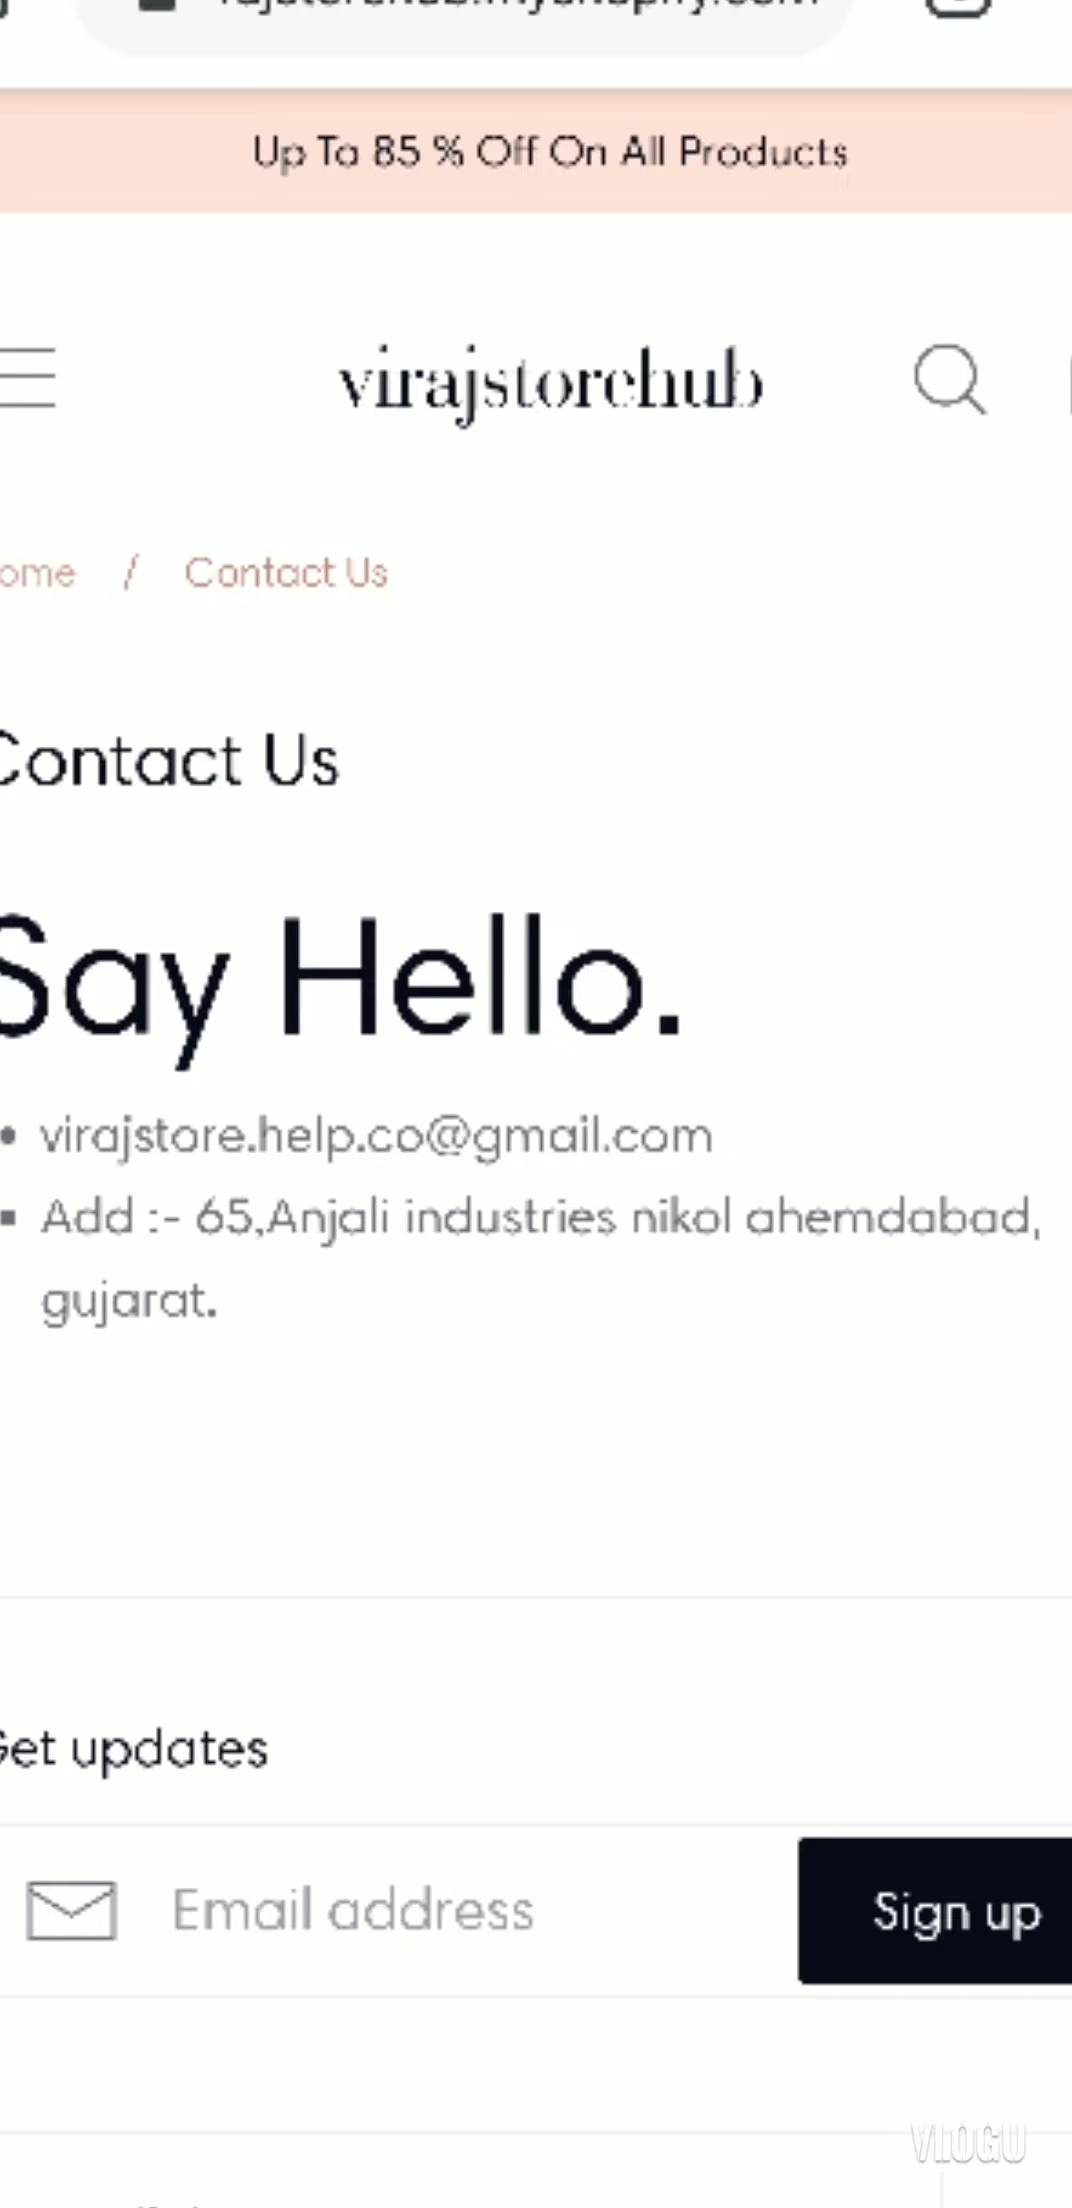 Up To 85 % Off On All Products
virajstorehub
ome / Contact Us
Contact Us
Say Hello.
• virajstore.help.co@gmail.com
▪ Add :- 65,Anjali industries nikol ahemdabad,
gujarat.
Get updates
Email address
Sign up
VLOGU